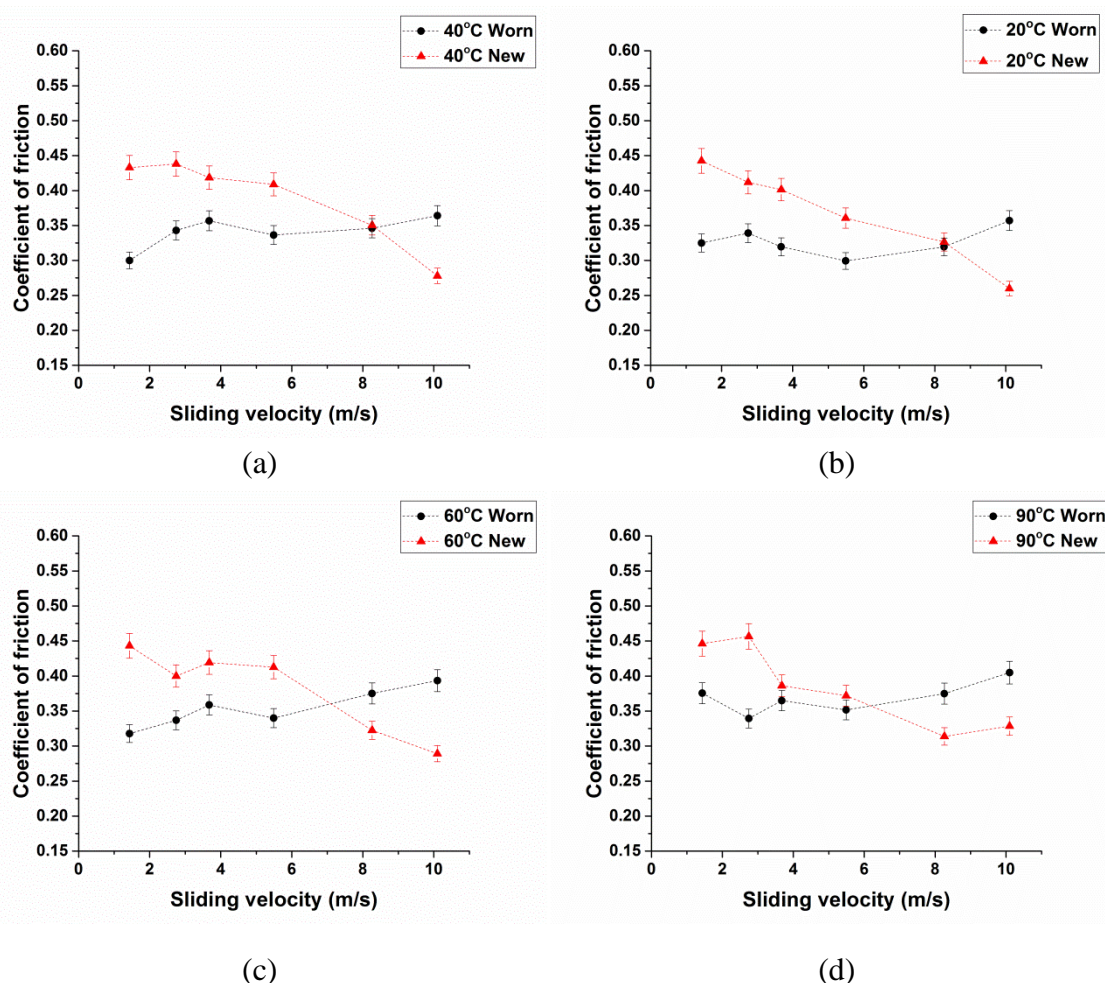 40°C Worn
40°C New
0.60
0.55
0.50
0.45
0.40
0.35
0.30
0.25
0.20
0.15
Coefficient of friction
0 2 4 6 8 10
Sliding velocity (m/s)
(a)
20°C Worn
20°C New
0.60
0.55
0.50
0.45
0.40
0.35
0.30
0.25
0.20
0.15
Coefficient of friction
0 2 4 6 8 10
Sliding velocity (m/s)
(b)
60°C Worn
60°C New
0.60
0.55
0.50
0.45
0.40
0.35
0.30
0.25
0.20
0.15
Coefficient of friction
0 2 4 6 8 10
Sliding velocity (m/s)
(c)
90°C Worn
90°C New
0.60
0.55
0.50
0.45
0.40
0.35
0.30
0.25
0.20
0.15
Coefficient of friction
0 2 4 6 8 10
Sliding velocity (m/s)
(d)